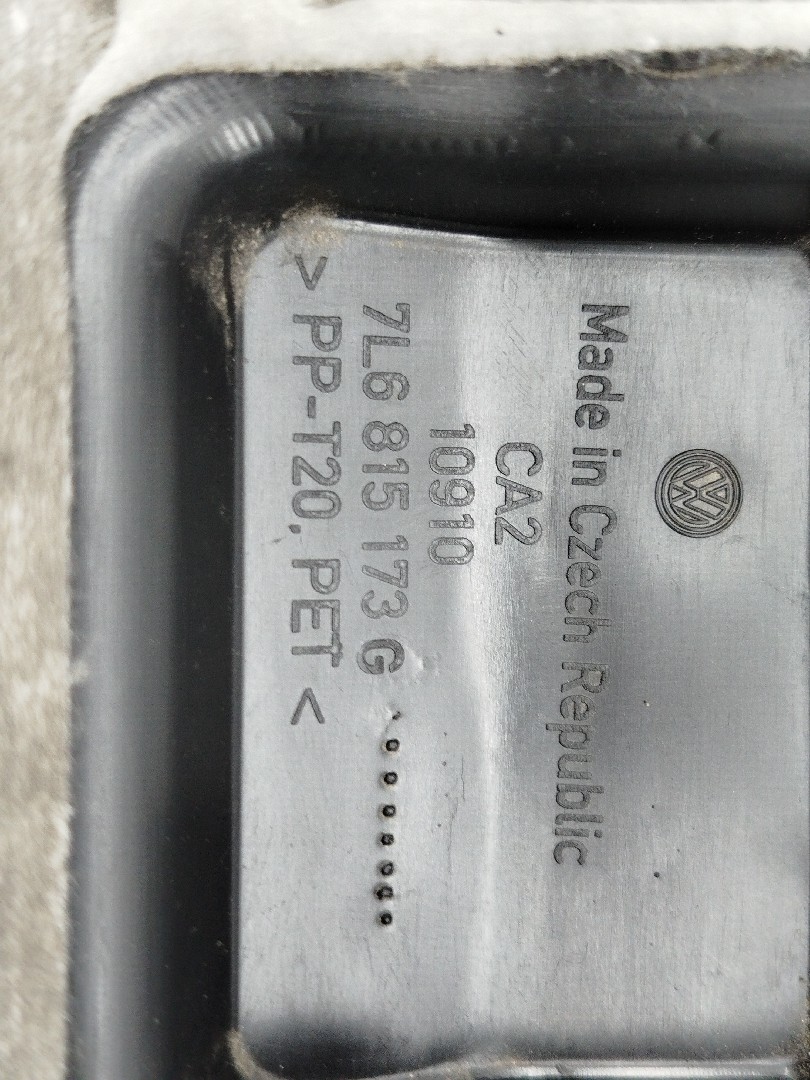 Made in Czech Republic
CA2
10910
7L6 815 173 G
> PP-T20, PET <